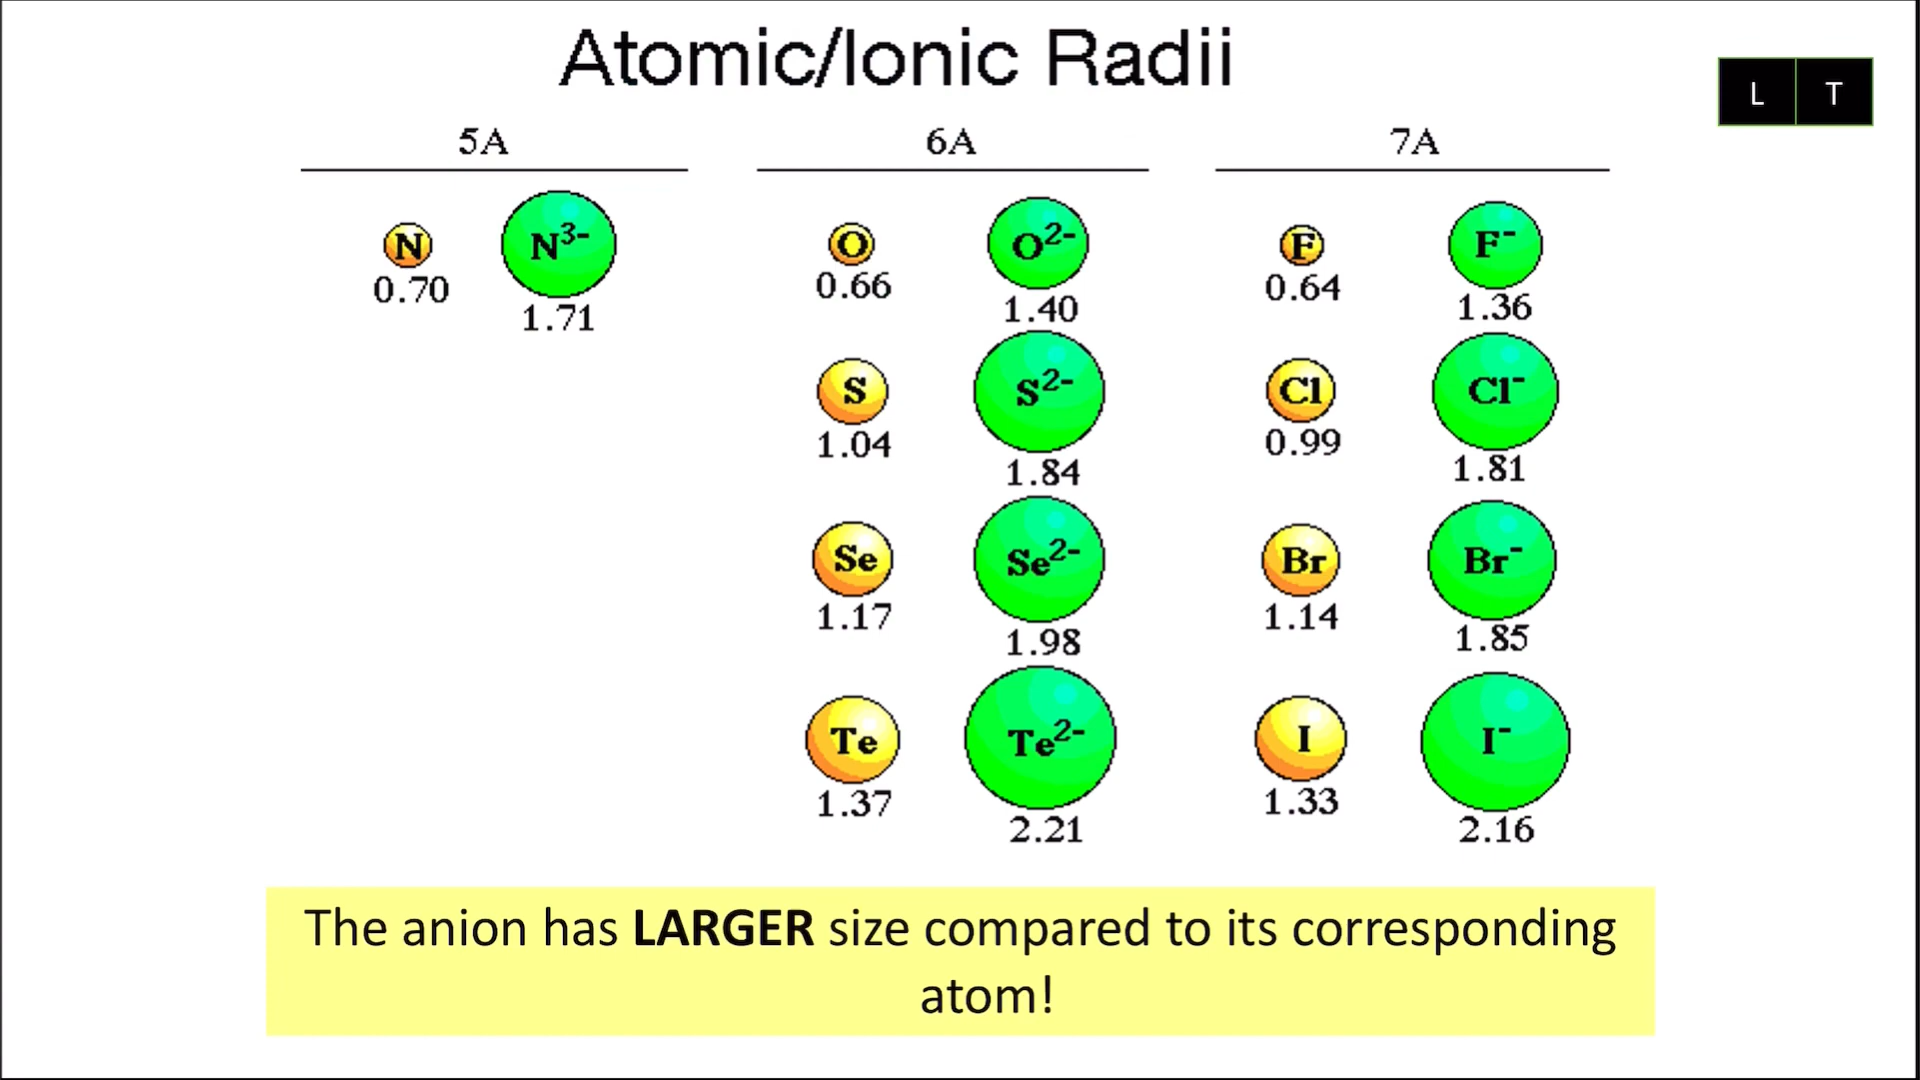 Atomic/Ionic Radii
L T
5A 6A 7A
N N³⁻ O O²⁻ F F⁻
0.70 1.71 0.66 1.40 0.64 1.36
S S²⁻ Cl Cl⁻
1.04 1.84 0.99 1.81
Se Se²⁻ Br Br⁻
1.17 1.98 1.14 1.85
Te Te²⁻ I I⁻
1.37 2.21 1.33 2.16
The anion has LARGER size compared to its corresponding
atom!